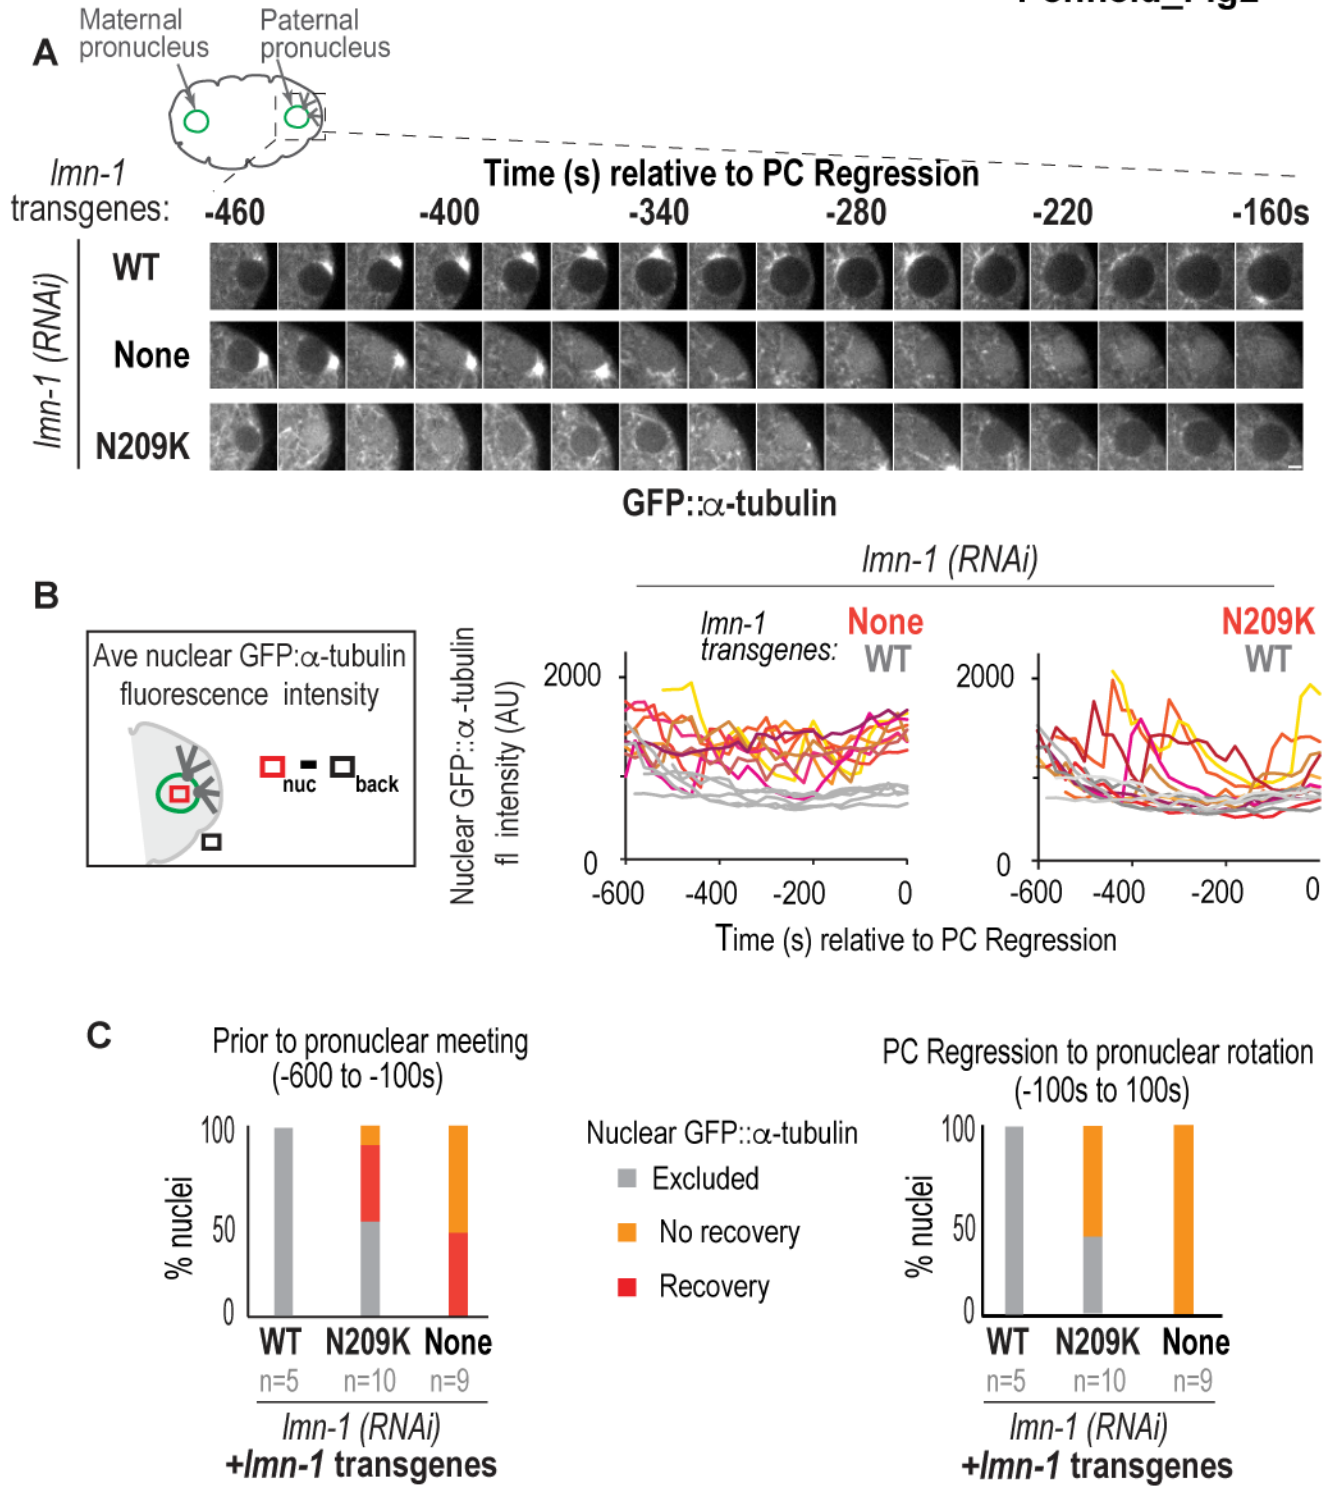 A
Maternal
pronucleus
Paternal
pronucleus
lmn-1
transgenes:
Time (s) relative to PC Regression
-460 -400 -340 -280 -220 -160s
lmn-1 (RNAi)
WT
None
N209K
GFP::α-tubulin
B
Ave nuclear GFP:α-tubulin
fluorescence intensity
nuc - back
lmn-1 (RNAi)
Nuclear GFP::α-tubulin
fl intensity (AU)
lmn-1
transgenes:
None
WT
2000
0
-600 -400 -200 0
N209K
WT
2000
0
-600 -400 -200 0
Time (s) relative to PC Regression
C
Prior to pronuclear meeting
(-600 to -100s)
% nuclei
100
50
0
WT N209K None
n=5 n=10 n=9
lmn-1 (RNAi)
+lmn-1 transgenes
Nuclear GFP::α-tubulin
Excluded
No recovery
Recovery
PC Regression to pronuclear rotation
(-100s to 100s)
% nuclei
100
50
0
WT N209K None
n=5 n=10 n=9
lmn-1 (RNAi)
+lmn-1 transgenes